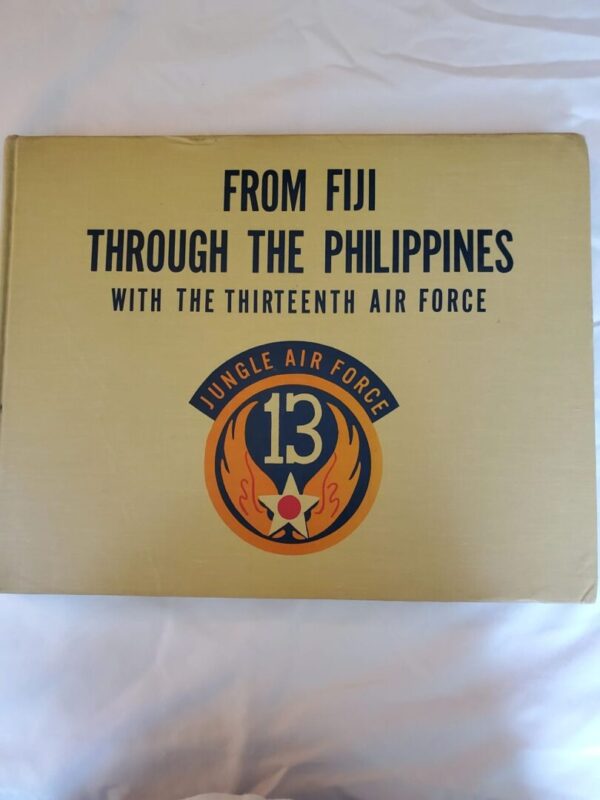 FROM FIJI
THROUGH THE PHILIPPINES
WITH THE THIRTEENTH AIR FORCE
JUNGLE AIR FORCE
13